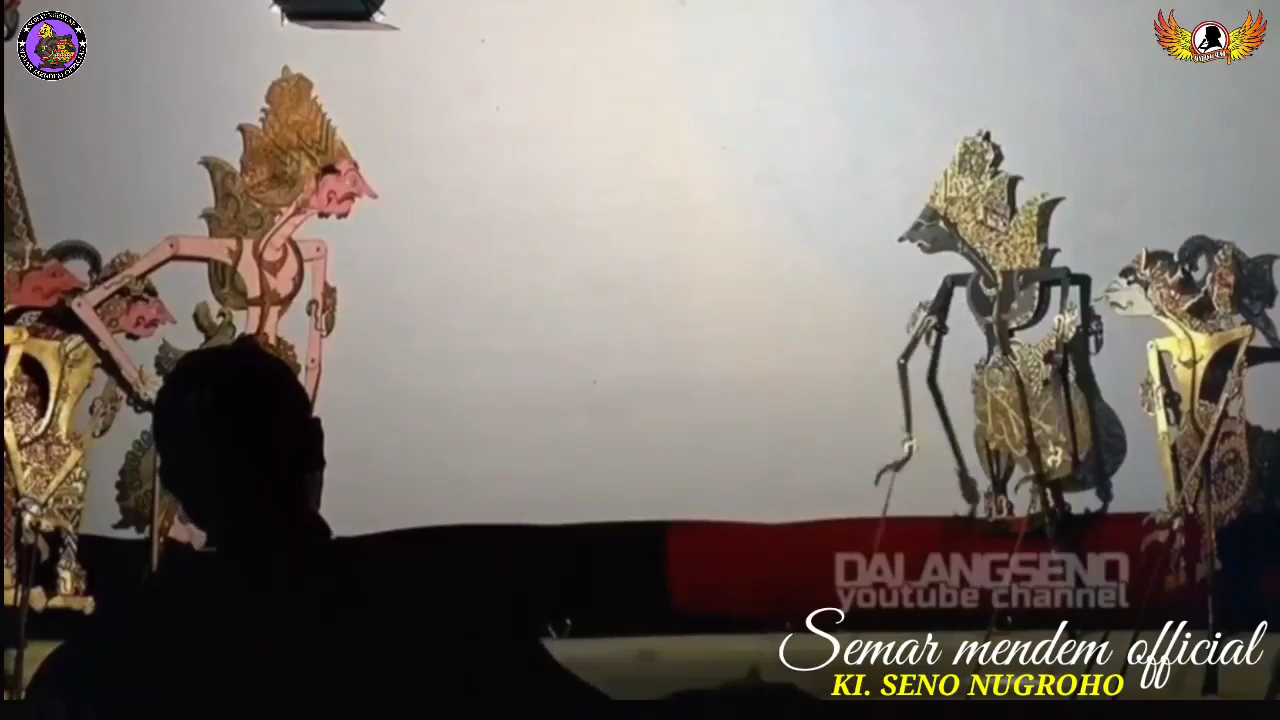 DALANGSENO
youtube channel
Semar mendem official
KI. SENO NUGROHO